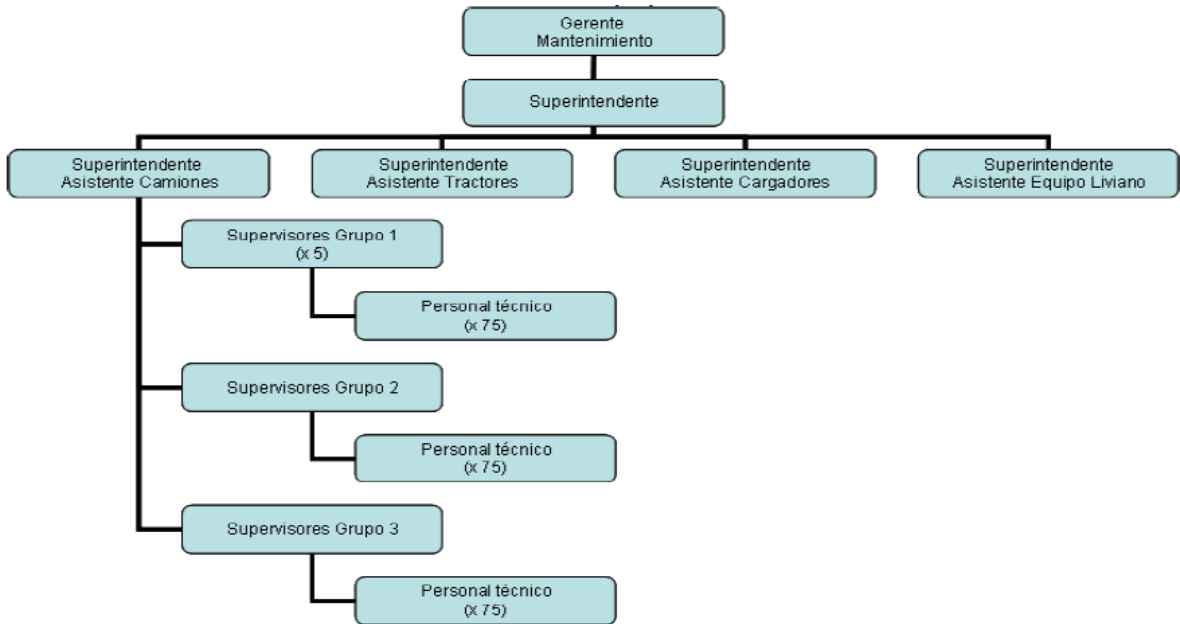 Gerente
Mantenimiento
Superintendente
Superintendente
Asistente Camiones
Superintendente
Asistente Tractores
Superintendente
Asistente Cargadores
Superintendente
Asistente Equipo Liviano
Supervisores Grupo 1
(x 5)
Personal técnico
(x 75)
Supervisores Grupo 2
Personal técnico
(x 75)
Supervisores Grupo 3
Personal técnico
(x 75)